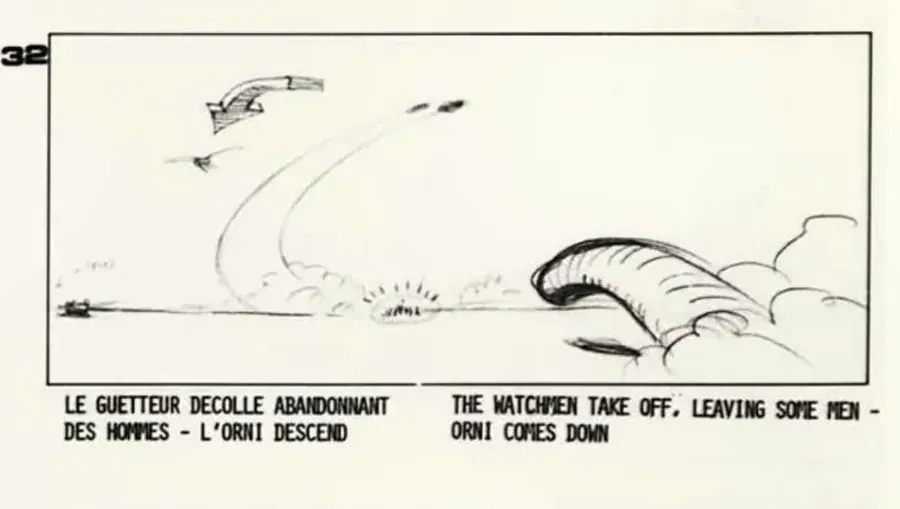 32
LE GUETTEUR DECOLLE ABANDONNANT
DES HOMMES - L'ORNI DESCEND
THE WATCHMEN TAKE OFF. LEAVING SOME MEN -
ORNI COMES DOWN